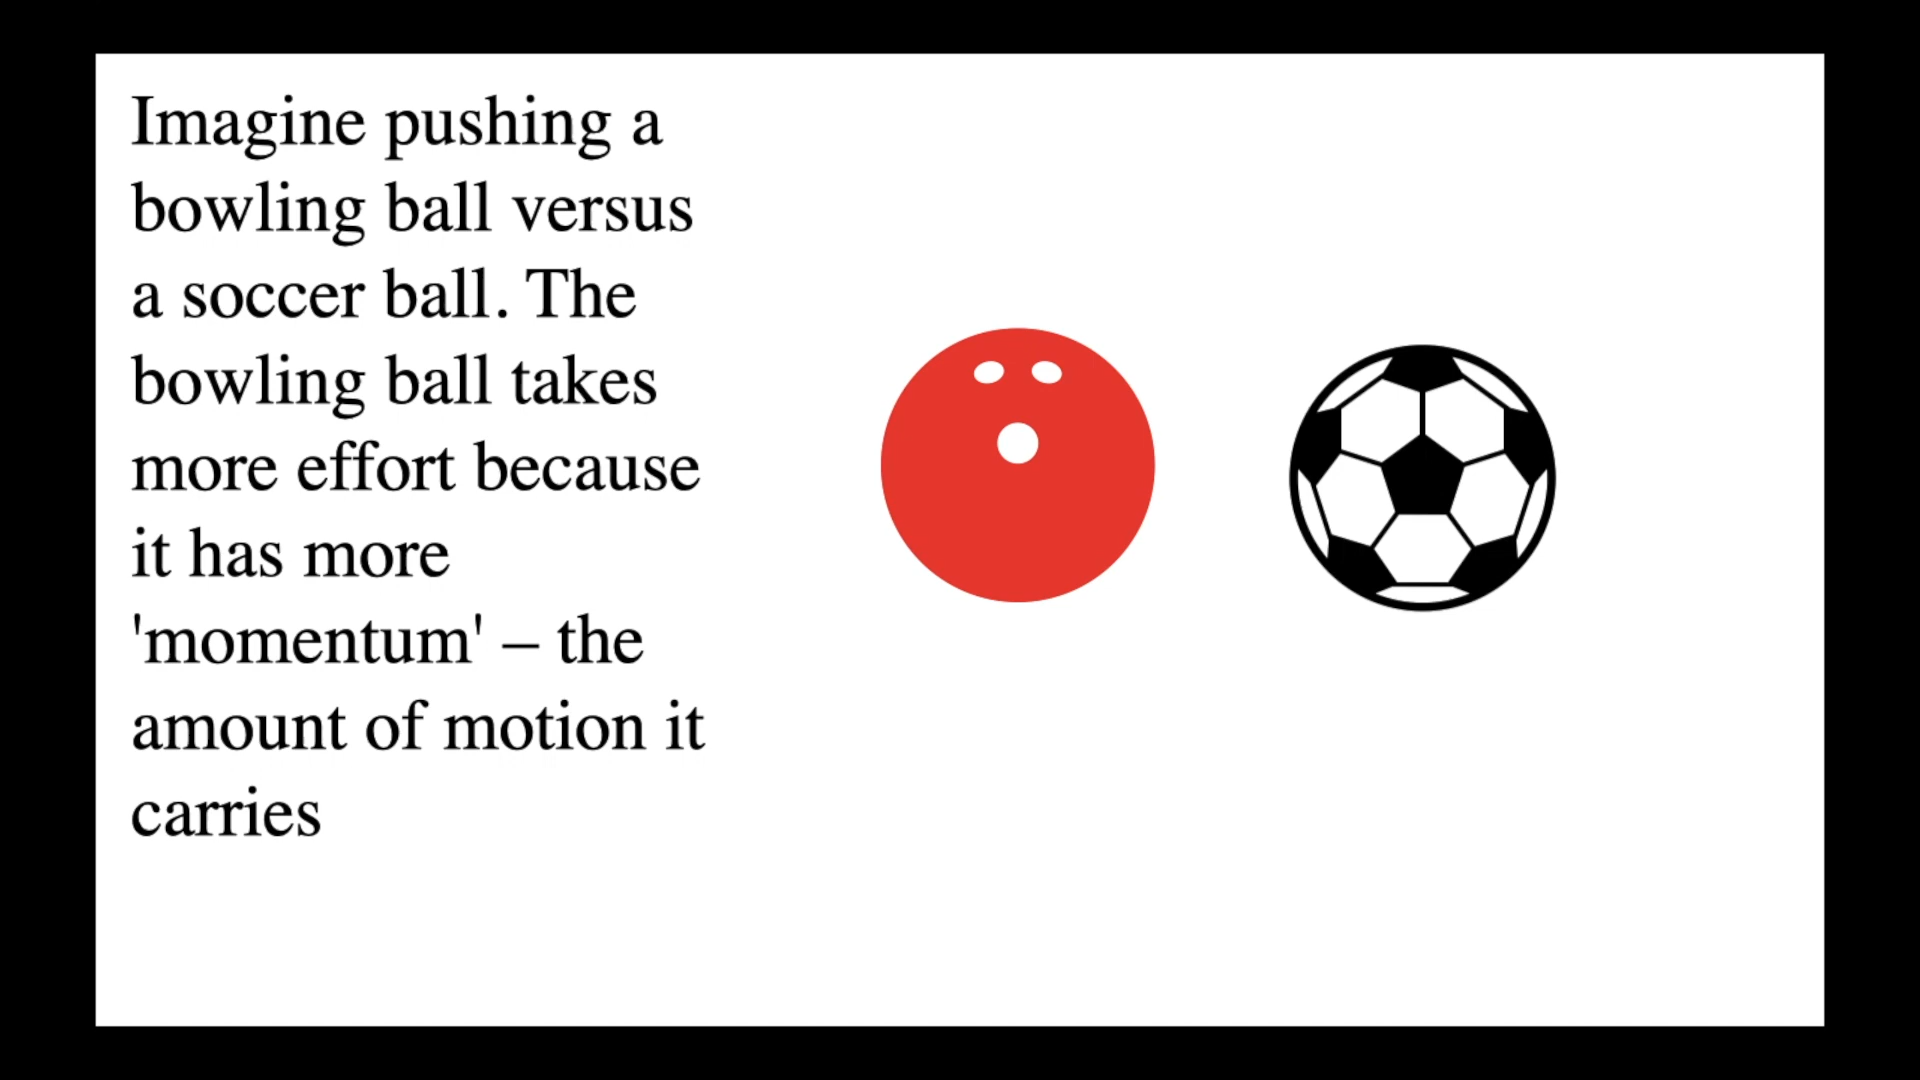 Imagine pushing a
bowling ball versus
a soccer ball. The
bowling ball takes
more effort because
it has more
'momentum' – the
amount of motion it
carries